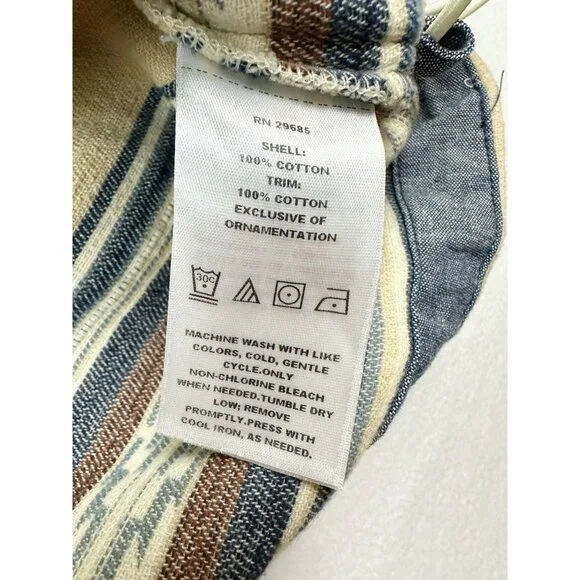 RN 29685
SHELL:
100% COTTON
TRIM:
100% COTTON
EXCLUSIVE OF
ORNAMENTATION
30C
MACHINE WASH WITH LIKE
COLORS, COLD, GENTLE
CYCLE.ONLY
NON-CHLORINE BLEACH
WHEN NEEDED.TUMBLE DRY
LOW; REMOVE
PROMPTLY.PRESS WITH
COOL IRON, AS NEEDED.